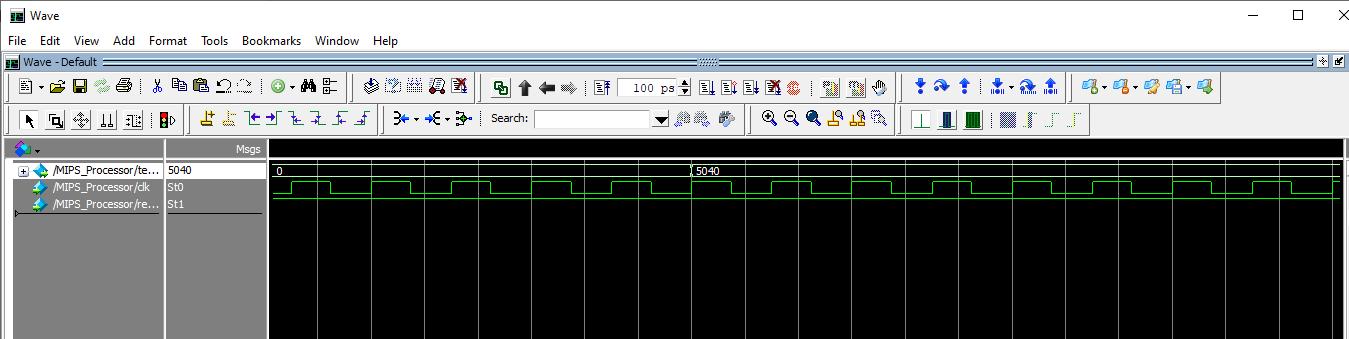 Wave
File Edit View Add Format Tools Bookmarks Window Help
Wave - Default
100 ps
Search:
Msgs
/MIPS_Processor/te... 5040 0 5040
/MIPS_Processor/clk St0
/MIPS_Processor/re... St1